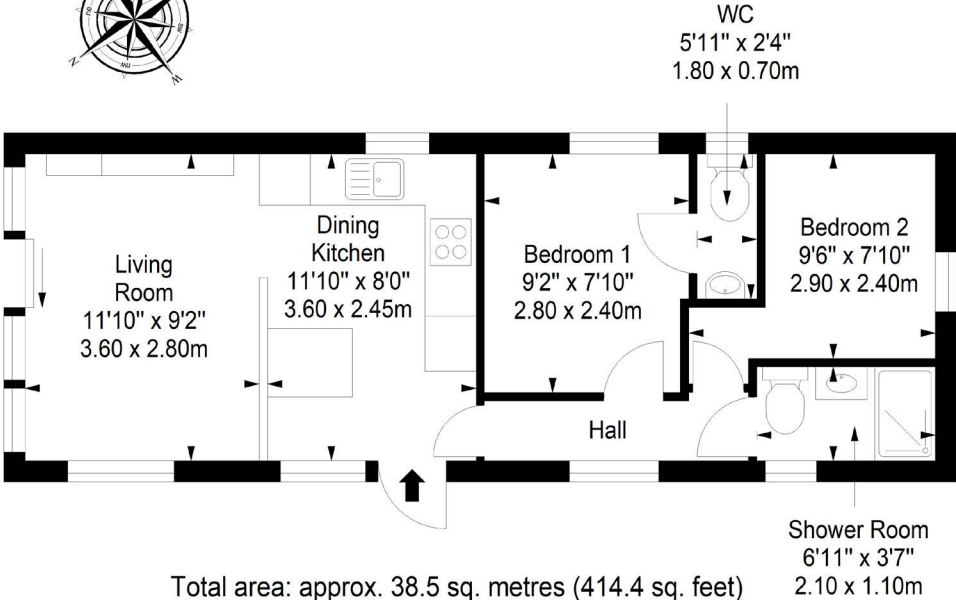 WC
5'11" x 2'4"
1.80 x 0.70m
ne
N
nw
W
sw
Living
Room
11'10" x 9'2"
3.60 x 2.80m
Dining
Kitchen
11'10" x 8'0"
3.60 x 2.45m
Bedroom 1
9'2" x 7'10"
2.80 x 2.40m
Bedroom 2
9'6" x 7'10"
2.90 x 2.40m
Hall
Shower Room
6'11" x 3'7"
2.10 x 1.10m
Total area: approx. 38.5 sq. metres (414.4 sq. feet)